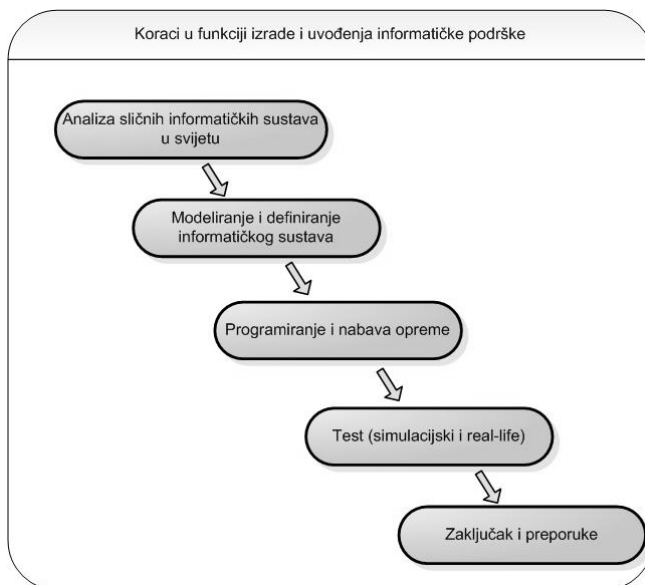 Koraci u funkciji izrade i uvođenja informatičke podrške
Analiza sličnih informatičkih sustava
u svijetu
Modeliranje i definiranje
informatičkog sustava
Programiranje i nabava opreme
Test (simulacijski i real-life)
Zaključak i preporuke